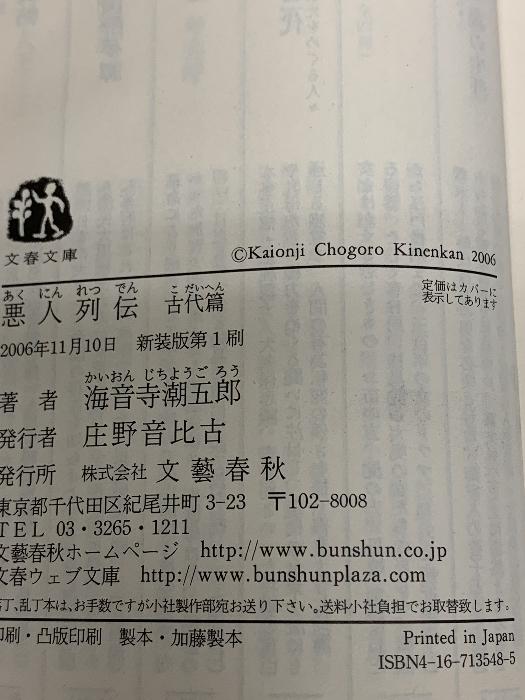 文春文庫
©Kaionji Chogoro Kinenkan 2006
あく にん れつ でん こ だいへん
悪人列伝 古代篇
定価はカバーに
表示してあります
2006年11月10日 新装版第1刷
かいおん じちょうご ろう
著者 海音寺潮五郎
発行者 庄野音比古
発行所 株式会社 文藝春秋
東京都千代田区紀尾井町3-23 〒102-8008
TEL 03・3265・1211
文藝春秋ホームページ http://www.bunshun.co.jp
文春ウェブ文庫 http://www.bunshunplaza.com
落丁、乱丁本は、お手数ですが小社製作部宛お送り下さい。送料小社負担でお取替致します。
印刷・凸版印刷 製本・加藤製本
Printed in Japan
ISBN4-16-713548-5